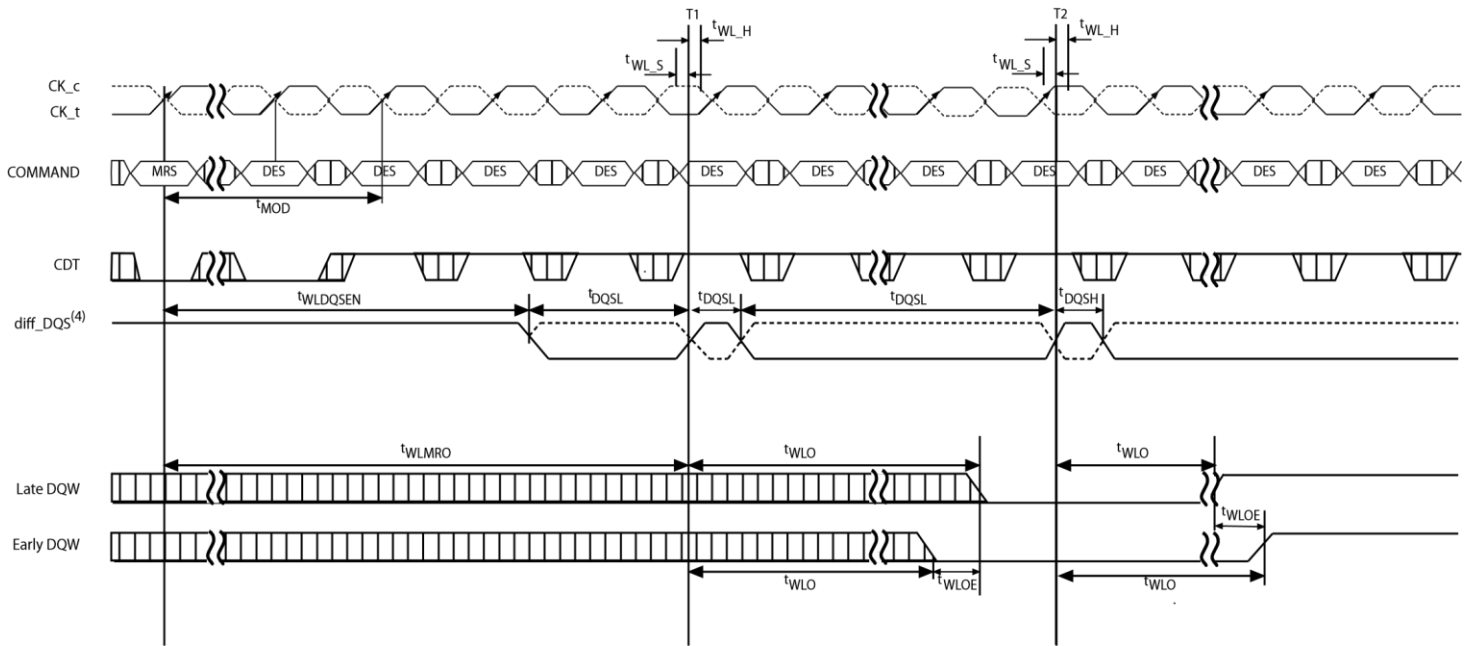 T1 T2
tWL_H tWL_H
tWL_S tWL_S
CK_c
CK_t
COMMAND MRS DES DES DES DES DES DES DES DES DES DES DES
tMOD
CDT
tWLDQSEN tDQSL tDQSL tDQSL tDQSH
diff_DQS(4)
tWLMRO tWLO tWLO
Late DQW
tWLOE
Early DQW
tWLO tWLOE tWLO